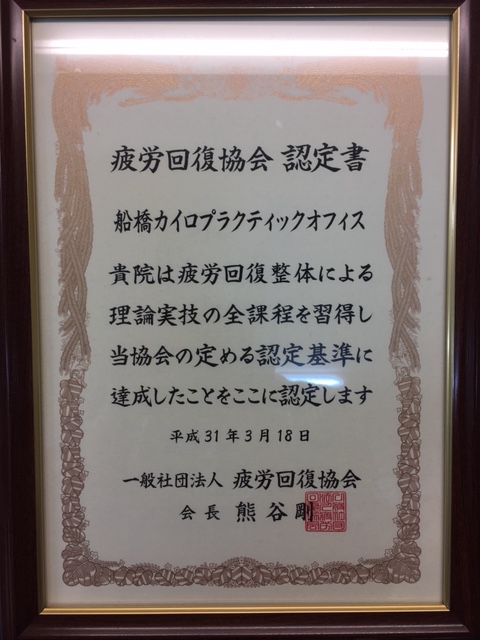 疲労回復協会 認定書
船橋カイロプラクティックオフィス
貴院は疲労回復整体による
理論実技の全課程を習得し
当協会の定める認定基準に
達成したことをここに認定します
平成31年3月18日
一般社団法人 疲労回復協会
会長 熊谷剛